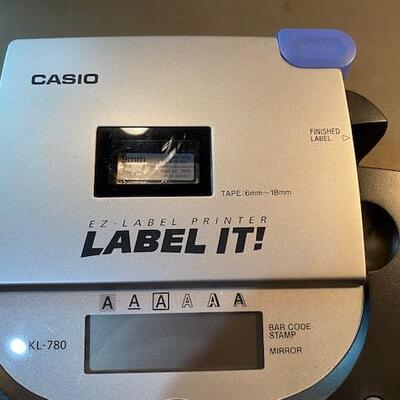 CASIO
FINISHED
LABEL
9mm
TAPE:6mm~18mm
EZ-LABEL PRINTER
LABEL IT!
A A A A A A
KL-780
BAR CODE
STAMP
MIRROR